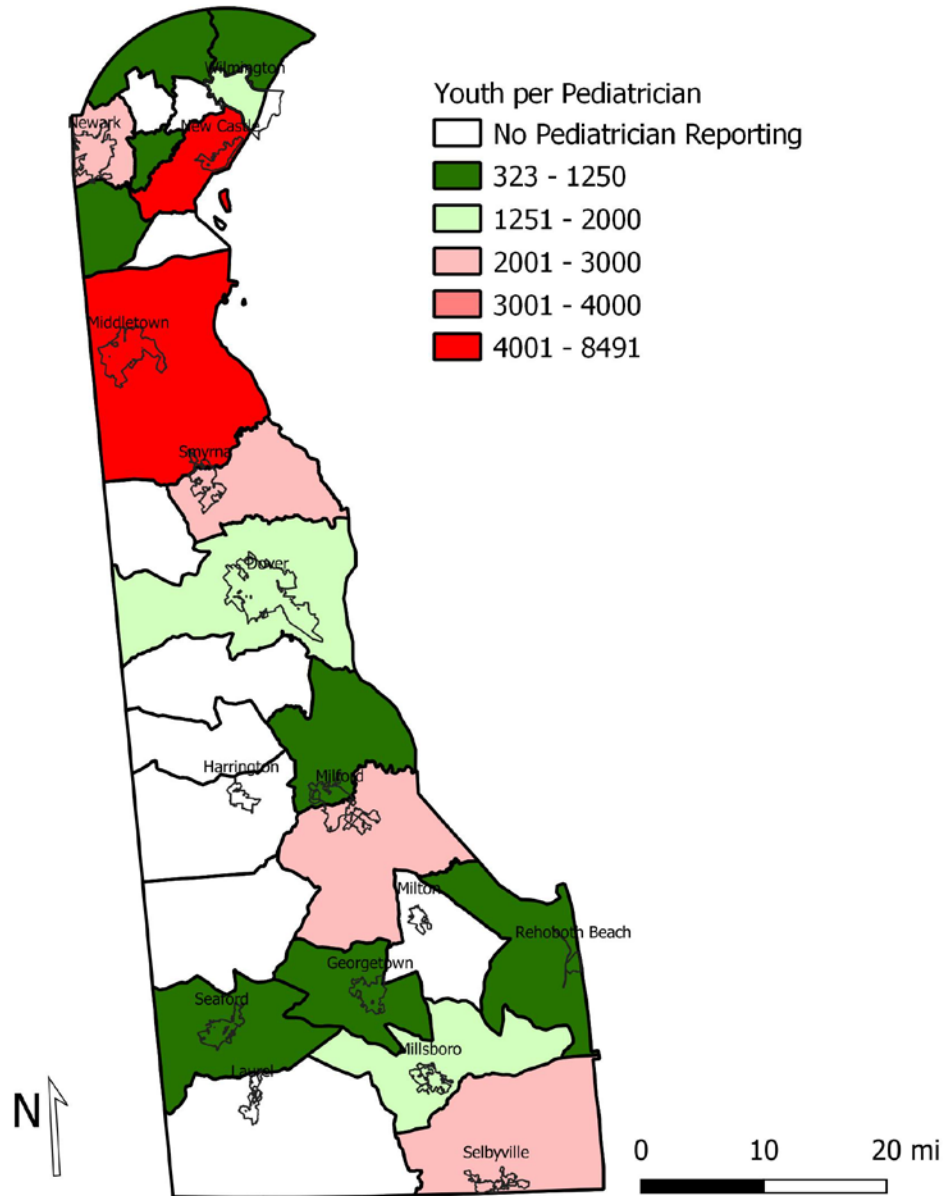 Wilmington
Youth per Pediatrician
No Pediatrician Reporting
Newark
New Castle
323 - 1250
1251 - 2000
2001 - 3000
3001 - 4000
Middletown
4001 - 8491
Smyrna
Dover
Harrington
Milford
Milton
Rehoboth Beach
Georgetown
Seaford
Millsboro
Laurel
N
Selbyville
0 10 20 mi